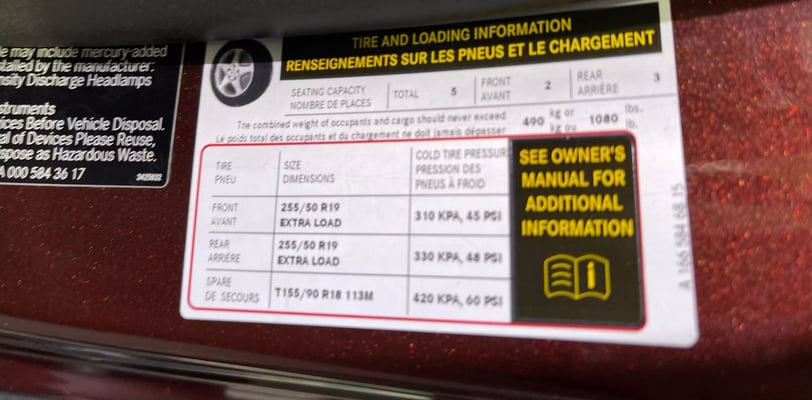 le may include mercury-added
stalled by the manufacturer.
nsity Discharge Headlamps
struments
ices Before Vehicle Disposal.
al of Devices Please Reuse,
ispose as Hazardous Waste.
A 000 584 36 17
TIRE AND LOADING INFORMATION
RENSEIGNEMENTS SUR LES PNEUS ET LE CHARGEMENT
SEATING CAPACITY
NOMBRE DE PLACES
TOTAL 5
FRONT
AVANT
2
REAR
ARRIÈRE
3
The combined weight of occupants and cargo should never exceed
Le poids total des occupants et du chargement ne doit jamais dépasser
490 kg or
kg ou
1080 lbs.
lb.
TIRE
PNEU
SIZE
DIMENSIONS
COLD TIRE PRESSUR
PRESSION DES
PNEUS À FROID
FRONT
AVANT
255/50 R19
EXTRA LOAD
310 KPA, 45 PSI
REAR
ARRIÈRE
255/50 R19
EXTRA LOAD
330 KPA, 48 PSI
SPARE
DE SECOURS
T155/90 R18 113M
420 KPA, 60 PSI
SEE OWNER'S
MANUAL FOR
ADDITIONAL
INFORMATION
A 166 584 68 15